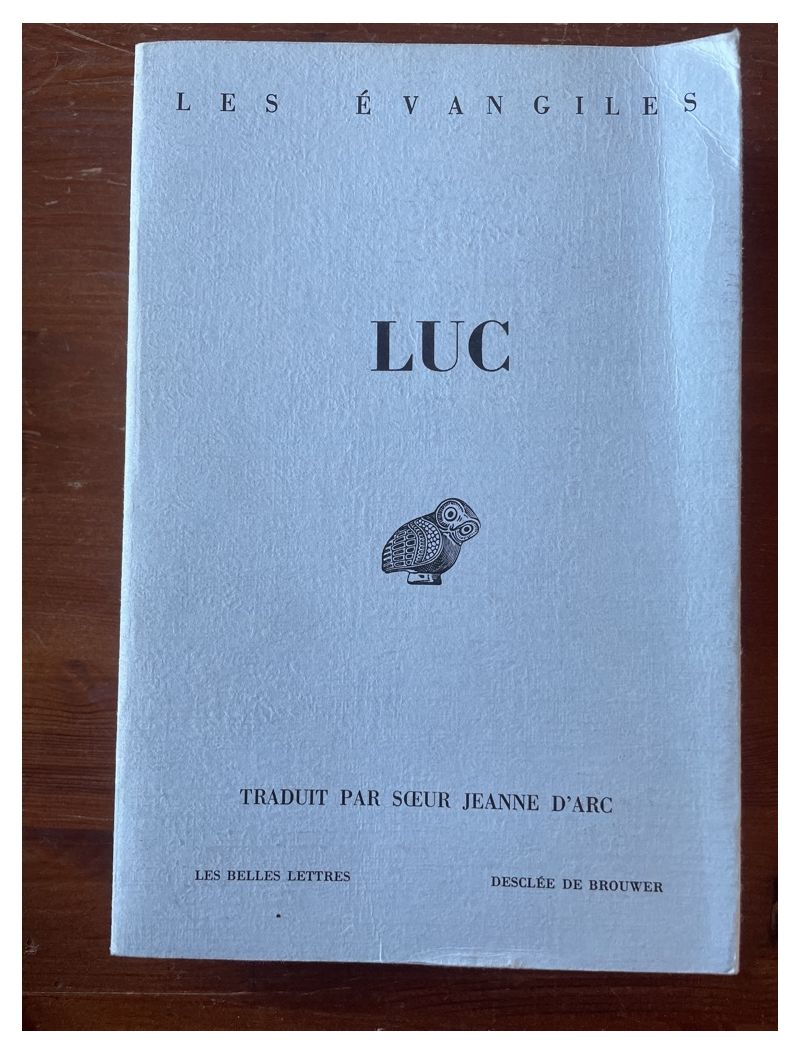 LES ÉVANGILES
LUC
TRADUIT PAR SŒUR JEANNE D'ARC
LES BELLES LETTRES
DESCLÉE DE BROUWER